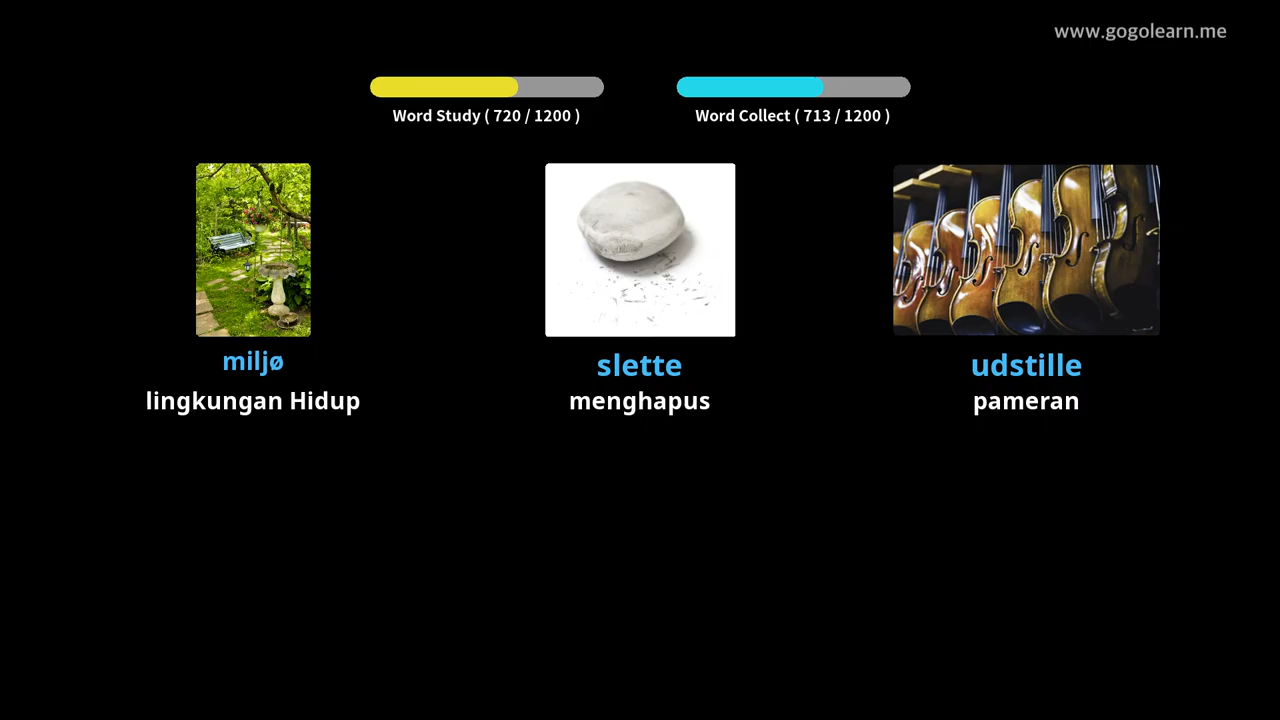 www.gogolearn.me
Word Study ( 720 / 1200 )
Word Collect ( 713 / 1200 )
miljø
lingkungan Hidup
slette
menghapus
udstille
pameran